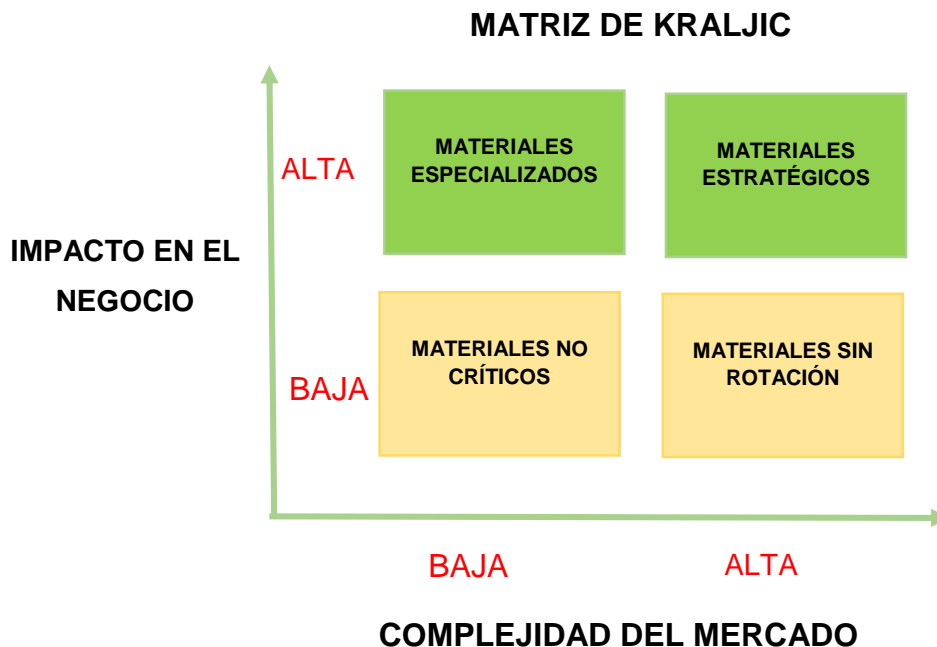 MATRIZ DE KRALJIC
ALTA
MATERIALES
ESPECIALIZADOS
MATERIALES
ESTRATÉGICOS
IMPACTO EN EL
NEGOCIO
BAJA
MATERIALES NO
CRÍTICOS
MATERIALES SIN
ROTACIÓN
BAJA
ALTA
COMPLEJIDAD DEL MERCADO